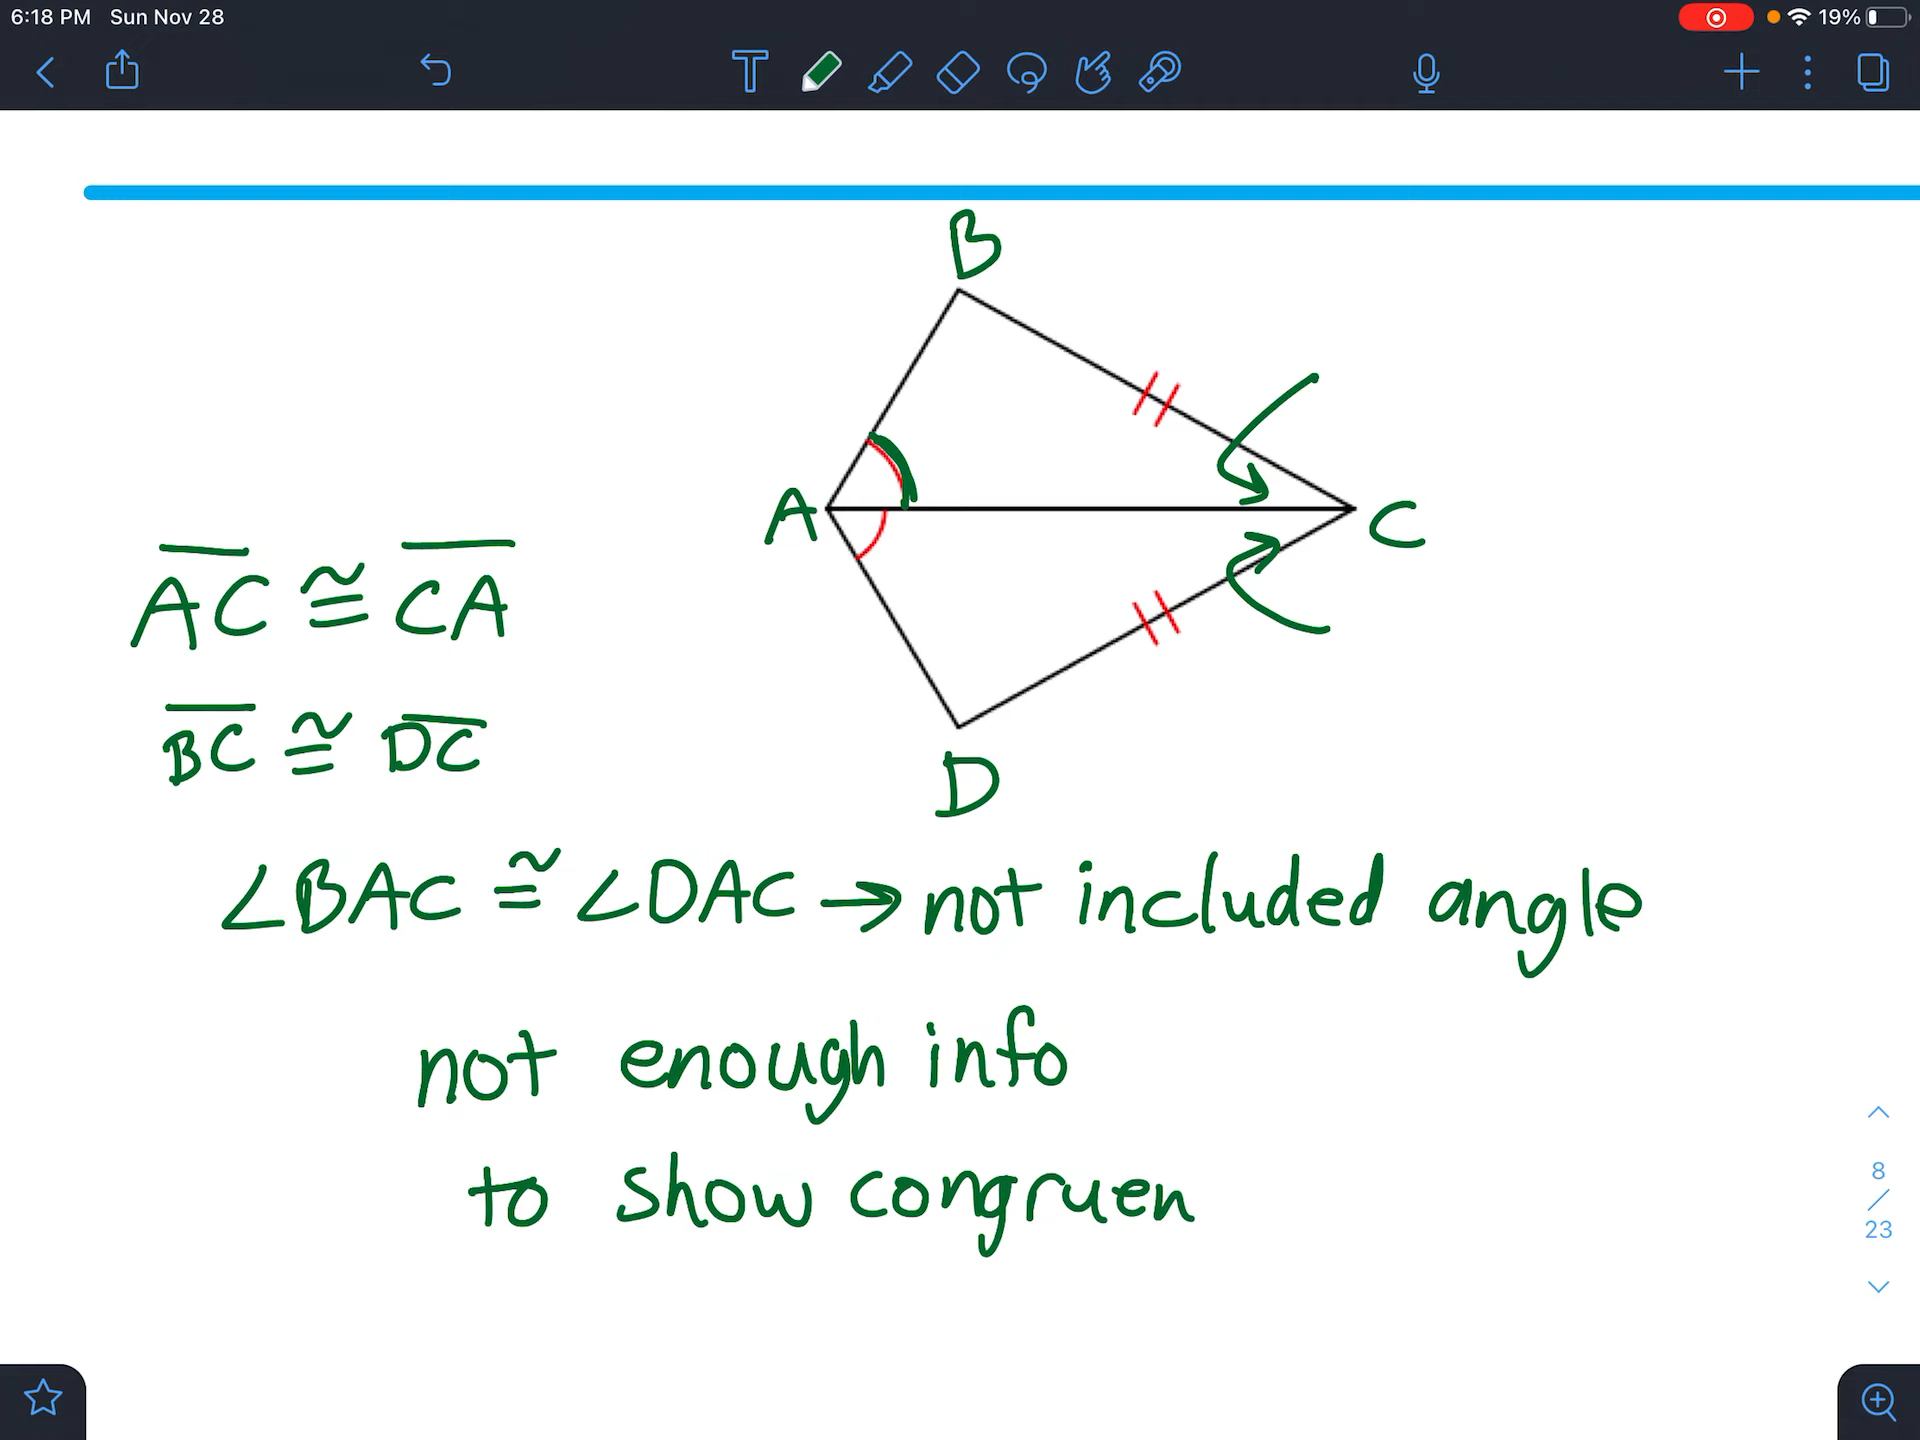 6:18 PM Sun Nov 28
19%
T
B
A
C
D
AC ≅ CA
BC ≅ DC
∠BAC ≅ ∠DAC → not included angle
not enough info
to show congruen
8
/
23